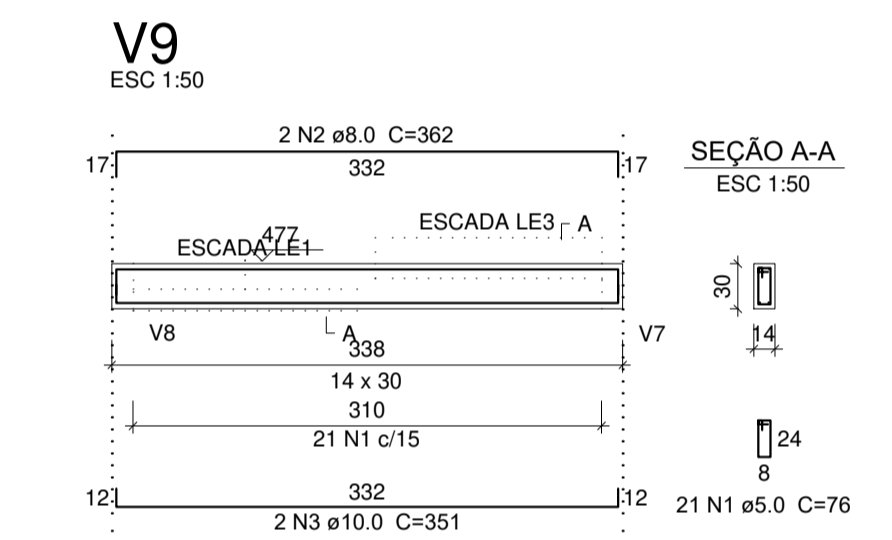 V9
ESC 1:50
2 N2 ø8.0 C=362
17
332
17
SEÇÃO A-A
ESC 1:50
ESCADA LE3
A
477
ESCADA LE1
30
14
V8
A
V7
338
14 x 30
310
21 N1 c/15
24
8
12
332
12
21 N1 ø5.0 C=76
2 N3 ø10.0 C=351